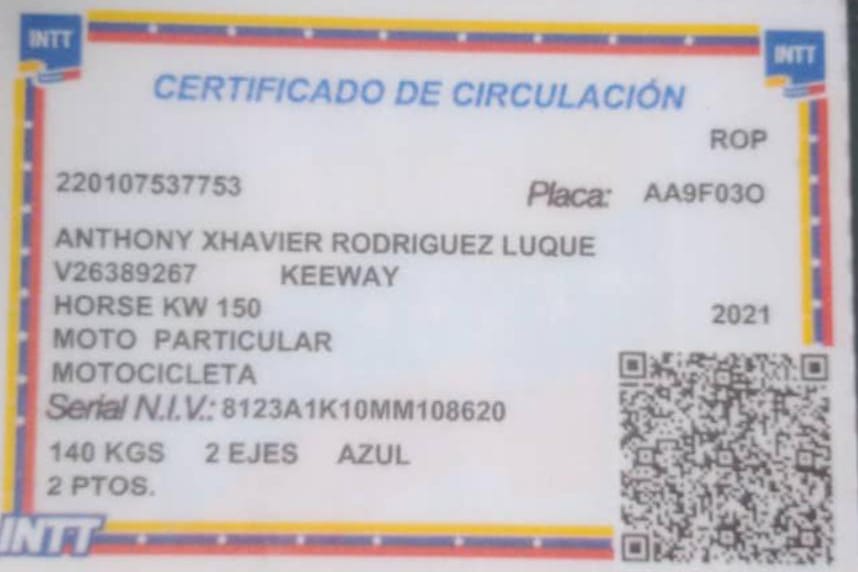 INTT
INTT
CERTIFICADO DE CIRCULACIÓN
ROP
220107537753 Placa: AA9F03O
ANTHONY XHAVIER RODRIGUEZ LUQUE
V26389267 KEEWAY
HORSE KW 150 2021
MOTO PARTICULAR
MOTOCICLETA
Serial N.I.V.: 8123A1K10MM108620
140 KGS 2 EJES AZUL
2 PTOS.
INTT